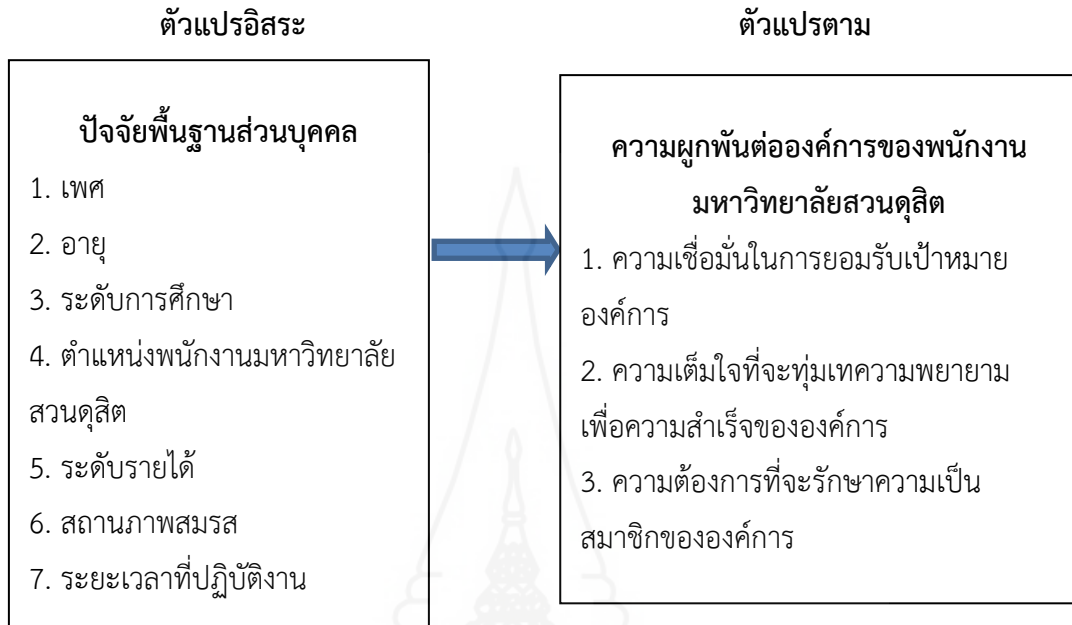 ตัวแปรอิสระ
ปัจจัยพื้นฐานส่วนบุคคล
1. เพศ
2. อายุ
3. ระดับการศึกษา
4. ตำแหน่งพนักงานมหาวิทยาลัย
สวนดุสิต
5. ระดับรายได้
6. สถานภาพสมรส
7. ระยะเวลาที่ปฏิบัติงาน
ตัวแปรตาม
ความผูกพันต่อองค์การของพนักงาน
มหาวิทยาลัยสวนดุสิต
1. ความเชื่อมั่นในการยอมรับเป้าหมาย
องค์การ
2. ความเต็มใจที่จะทุ่มเทความพยายาม
เพื่อความสำเร็จขององค์การ
3. ความต้องการที่จะรักษาความเป็น
สมาชิกขององค์การ